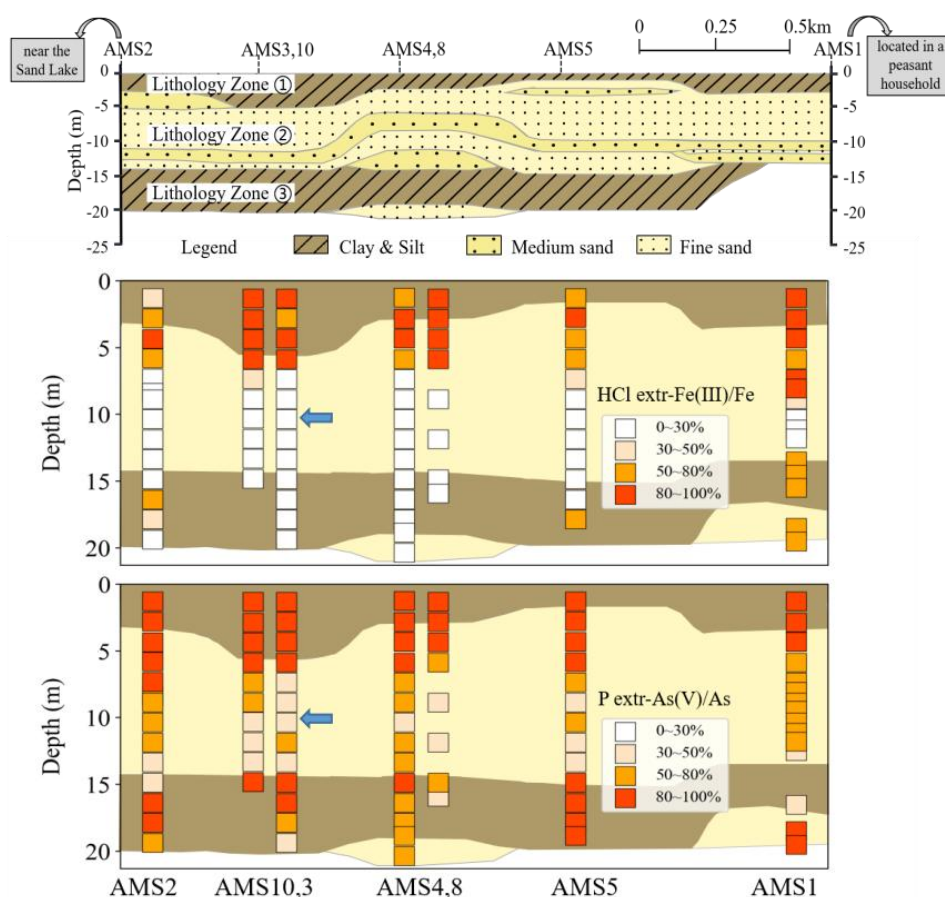 near the
Sand Lake
AMS2
AMS3,10
AMS4,8
AMS5
0 0.25 0.5km
AMS1
located in a
peasant
household
Depth (m)
0
-5
-10
-15
-20
-25
Lithology Zone ①
Lithology Zone ②
Lithology Zone ③
0
-5
-10
-15
-20
-25
Legend Clay & Silt Medium sand Fine sand
Depth (m)
0
5
10
15
20
HCl extr-Fe(III)/Fe
0~30%
30~50%
50~80%
80~100%
Depth (m)
0
5
10
15
20
P extr-As(V)/As
0~30%
30~50%
50~80%
80~100%
AMS2 AMS10,3 AMS4,8 AMS5 AMS1